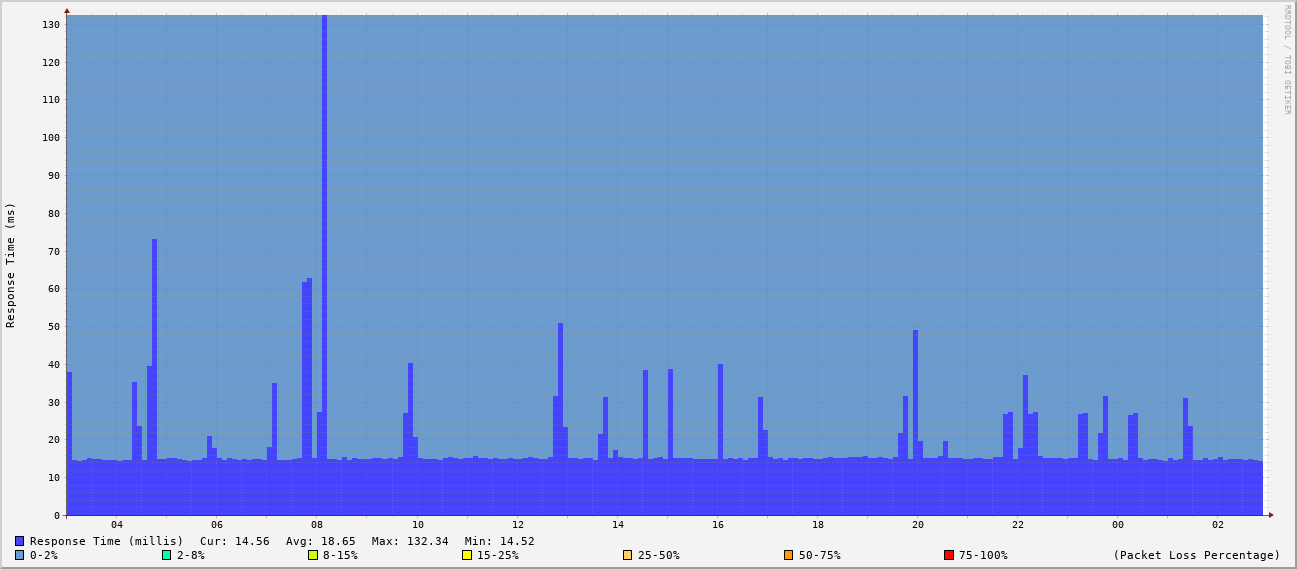 RRDTOOL / TOBI OETIKER
Response Time (ms)
130
120
110
100
90
80
70
60
50
40
30
20
10
0
04 06 08 10 12 14 16 18 20 22 00 02
Response Time (millis) Cur: 14.56 Avg: 18.65 Max: 132.34 Min: 14.52
0-2% 2-8% 8-15% 15-25% 25-50% 50-75% 75-100% (Packet Loss Percentage)